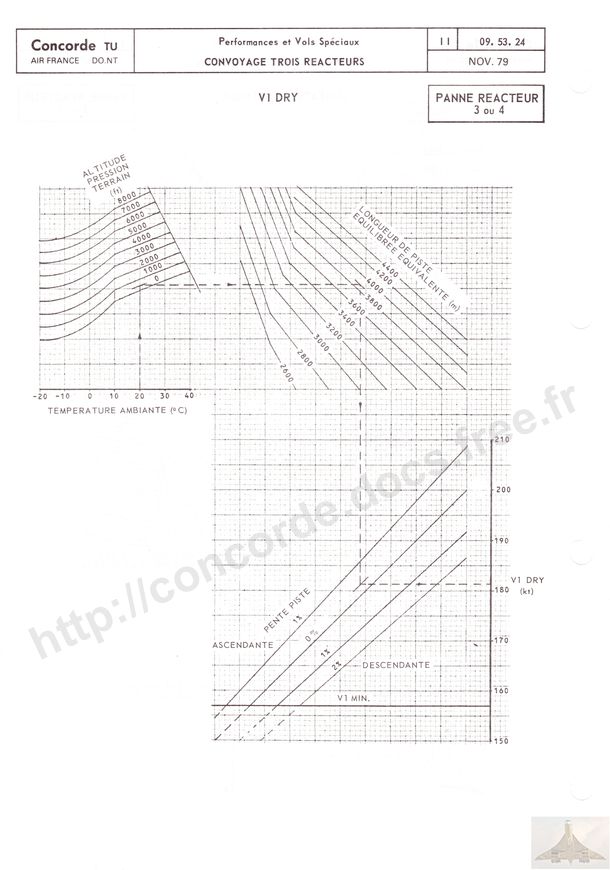 Concorde TU
AIR FRANCE DO.NT
Performances et Vols Spéciaux
CONVOYAGE TROIS REACTEURS
11
09. 53. 24
NOV. 79
V1 DRY
PANNE REACTEUR
3 ou 4
ALTITUDE
PRESSION
TERRAIN
(ft)
8000
7000
6000
5000
4000
3000
2000
1000
0
LONGUEUR DE PISTE
EQUILIBREE EQUIVALENTE (m)
4400
4200
4000
3800
3600
3400
3200
3000
2800
2600
-20 -10 0 10 20 30 40
TEMPERATURE AMBIANTE (°C)
210
200
190
180
170
160
150
V1 DRY
(kt)
PENTE PISTE
1%
0%
1%
2%
ASCENDANTE
DESCENDANTE
V1 MIN.
http://concorde.docs.free.fr